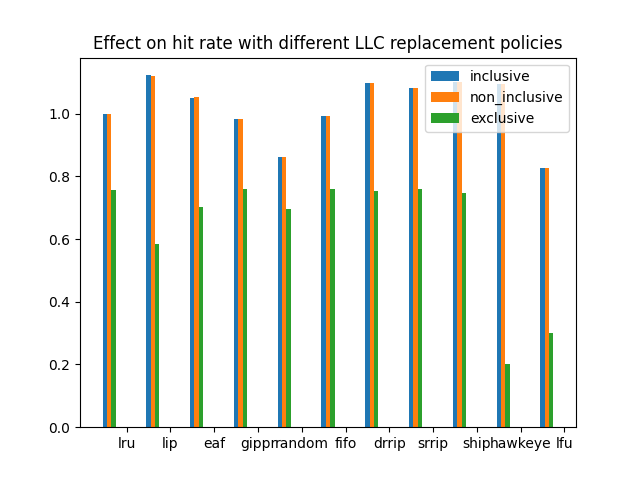 Effect on hit rate with different LLC replacement policies
inclusive
non_inclusive
exclusive
1.0
0.8
0.6
0.4
0.2
0.0
lru lip eaf gippr random fifo drrip srrip ship hawkeye lfu